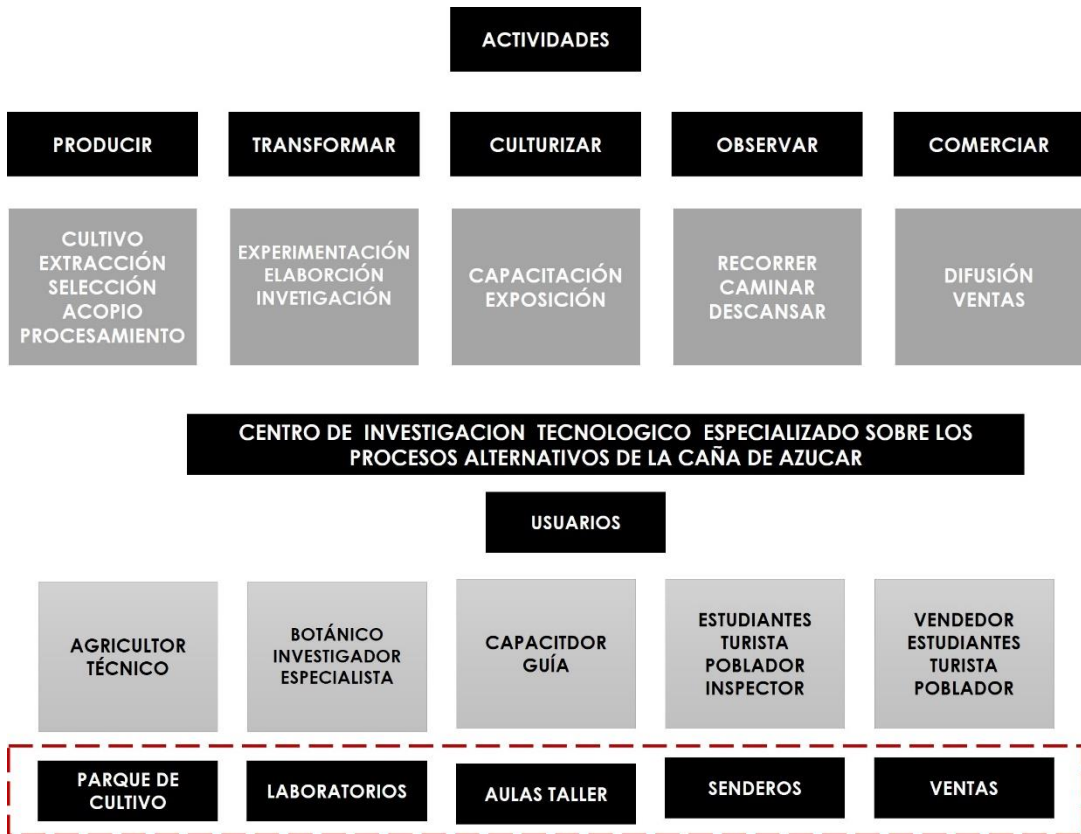 ACTIVIDADES
PRODUCIR
TRANSFORMAR
CULTURIZAR
OBSERVAR
COMERCIAR
CULTIVO
EXTRACCIÓN
SELECCIÓN
ACOPIO
PROCESAMIENTO
EXPERIMENTACIÓN
ELABORCIÓN
INVETIGACIÓN
CAPACITACIÓN
EXPOSICIÓN
RECORRER
CAMINAR
DESCANSAR
DIFUSIÓN
VENTAS
CENTRO DE INVESTIGACION TECNOLOGICO ESPECIALIZADO SOBRE LOS
PROCESOS ALTERNATIVOS DE LA CAÑA DE AZUCAR
USUARIOS
AGRICULTOR
TÉCNICO
BOTÁNICO
INVESTIGADOR
ESPECIALISTA
CAPACITDOR
GUÍA
ESTUDIANTES
TURISTA
POBLADOR
INSPECTOR
VENDEDOR
ESTUDIANTES
TURISTA
POBLADOR
PARQUE DE
CULTIVO
LABORATORIOS
AULAS TALLER
SENDEROS
VENTAS